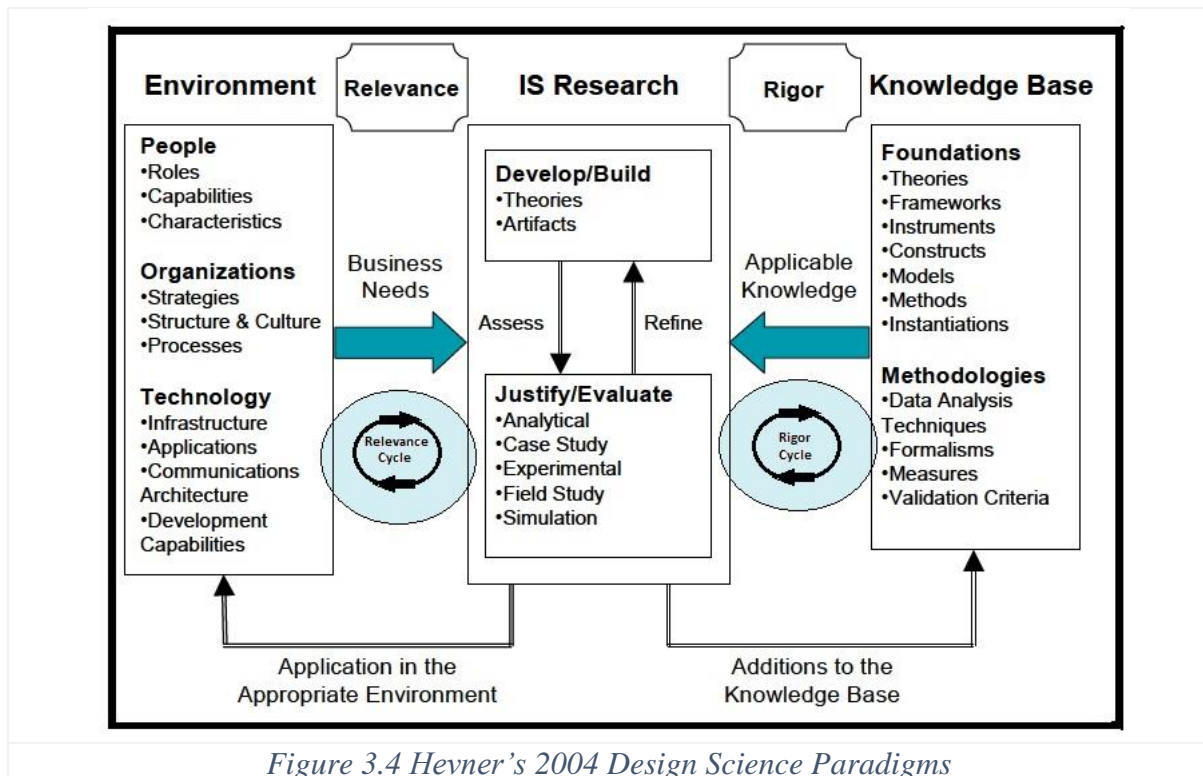 Environment
Relevance
IS Research
Rigor
Knowledge Base
People
•Roles
•Capabilities
•Characteristics
Organizations
•Strategies
•Structure & Culture
•Processes
Technology
•Infrastructure
•Applications
•Communications
Architecture
•Development
Capabilities
Business
Needs
Relevance
Cycle
Develop/Build
•Theories
•Artifacts
Assess
Refine
Justify/Evaluate
•Analytical
•Case Study
•Experimental
•Field Study
•Simulation
Applicable
Knowledge
Rigor
Cycle
Foundations
•Theories
•Frameworks
•Instruments
•Constructs
•Models
•Methods
•Instantiations
Methodologies
•Data Analysis
Techniques
•Formalisms
•Measures
•Validation Criteria
Application in the
Appropriate Environment
Additions to the
Knowledge Base
Figure 3.4 Hevner's 2004 Design Science Paradigms